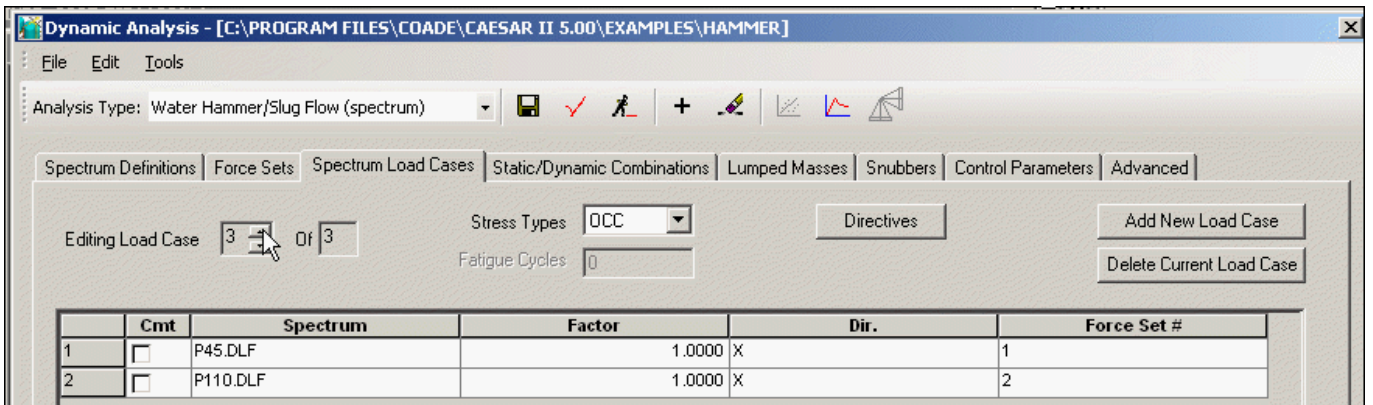 Dynamic Analysis - [C:\PROGRAM FILES\COADE\CAESAR II 5.00\EXAMPLES\HAMMER]
File Edit Tools
Analysis Type: Water Hammer/Slug Flow (spectrum)
Spectrum Definitions Force Sets Spectrum Load Cases Static/Dynamic Combinations Lumped Masses Snubbers Control Parameters Advanced
Editing Load Case 3 Of 3 Stress Types OCC Directives Add New Load Case
Fatigue Cycles 0 Delete Current Load Case
Cmt Spectrum Factor Dir. Force Set #
1 P45.DLF 1.0000 X 1
2 P110.DLF 1.0000 X 2